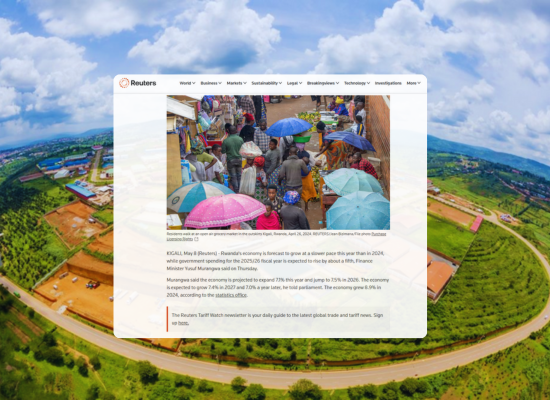 Reuters World Business Markets Sustainability Legal Breakingviews Technology Investigations More
Residents walk at an open-air grocery market in the outskirts Kigali, Rwanda, April 26, 2024. REUTERS/Jean Bizimana/File photo Purchase
Licensing Rights
KIGALI, May 8 (Reuters) - Rwanda's economy is forecast to grow at a slower pace this year than in 2024,
while government spending for the 2025/26 fiscal year is expected to rise by about a fifth, Finance
Minister Yusuf Murangwa said on Thursday.
Murangwa said the economy is projected to expand 7.1% this year and jump to 7.5% in 2026. The economy
is expected to grow 7.4% in 2027 and 7.0% a year later, he told parliament. The economy grew 8.9% in
2024, according to the statistics office.
The Reuters Tariff Watch newsletter is your daily guide to the latest global trade and tariff news. Sign
up here.